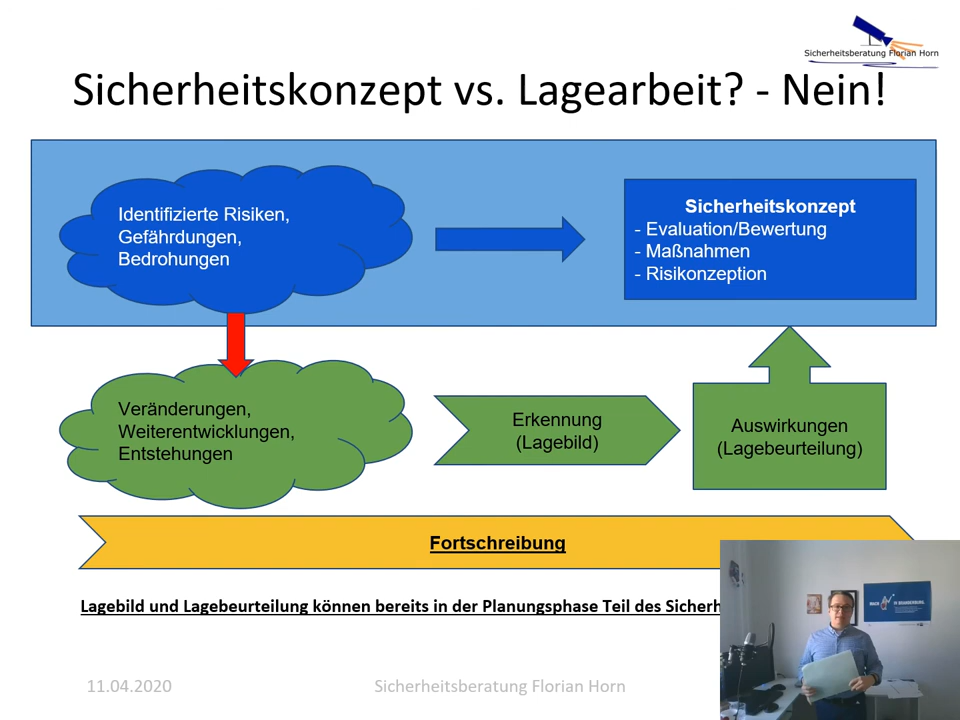 Sicherheitsberatung Florian Horn
Sicherheitskonzept vs. Lagearbeit? - Nein!
Identifizierte Risiken,
Gefährdungen,
Bedrohungen
Sicherheitskonzept
- Evaluation/Bewertung
- Maßnahmen
- Risikonzeption
Veränderungen,
Weiterentwicklungen,
Entstehungen
Erkennung
(Lagebild)
Auswirkungen
(Lagebeurteilung)
Fortschreibung
Lagebild und Lagebeurteilung können bereits in der Planungsphase Teil des
11.04.2020
Sicherheitsberatung Florian Horn